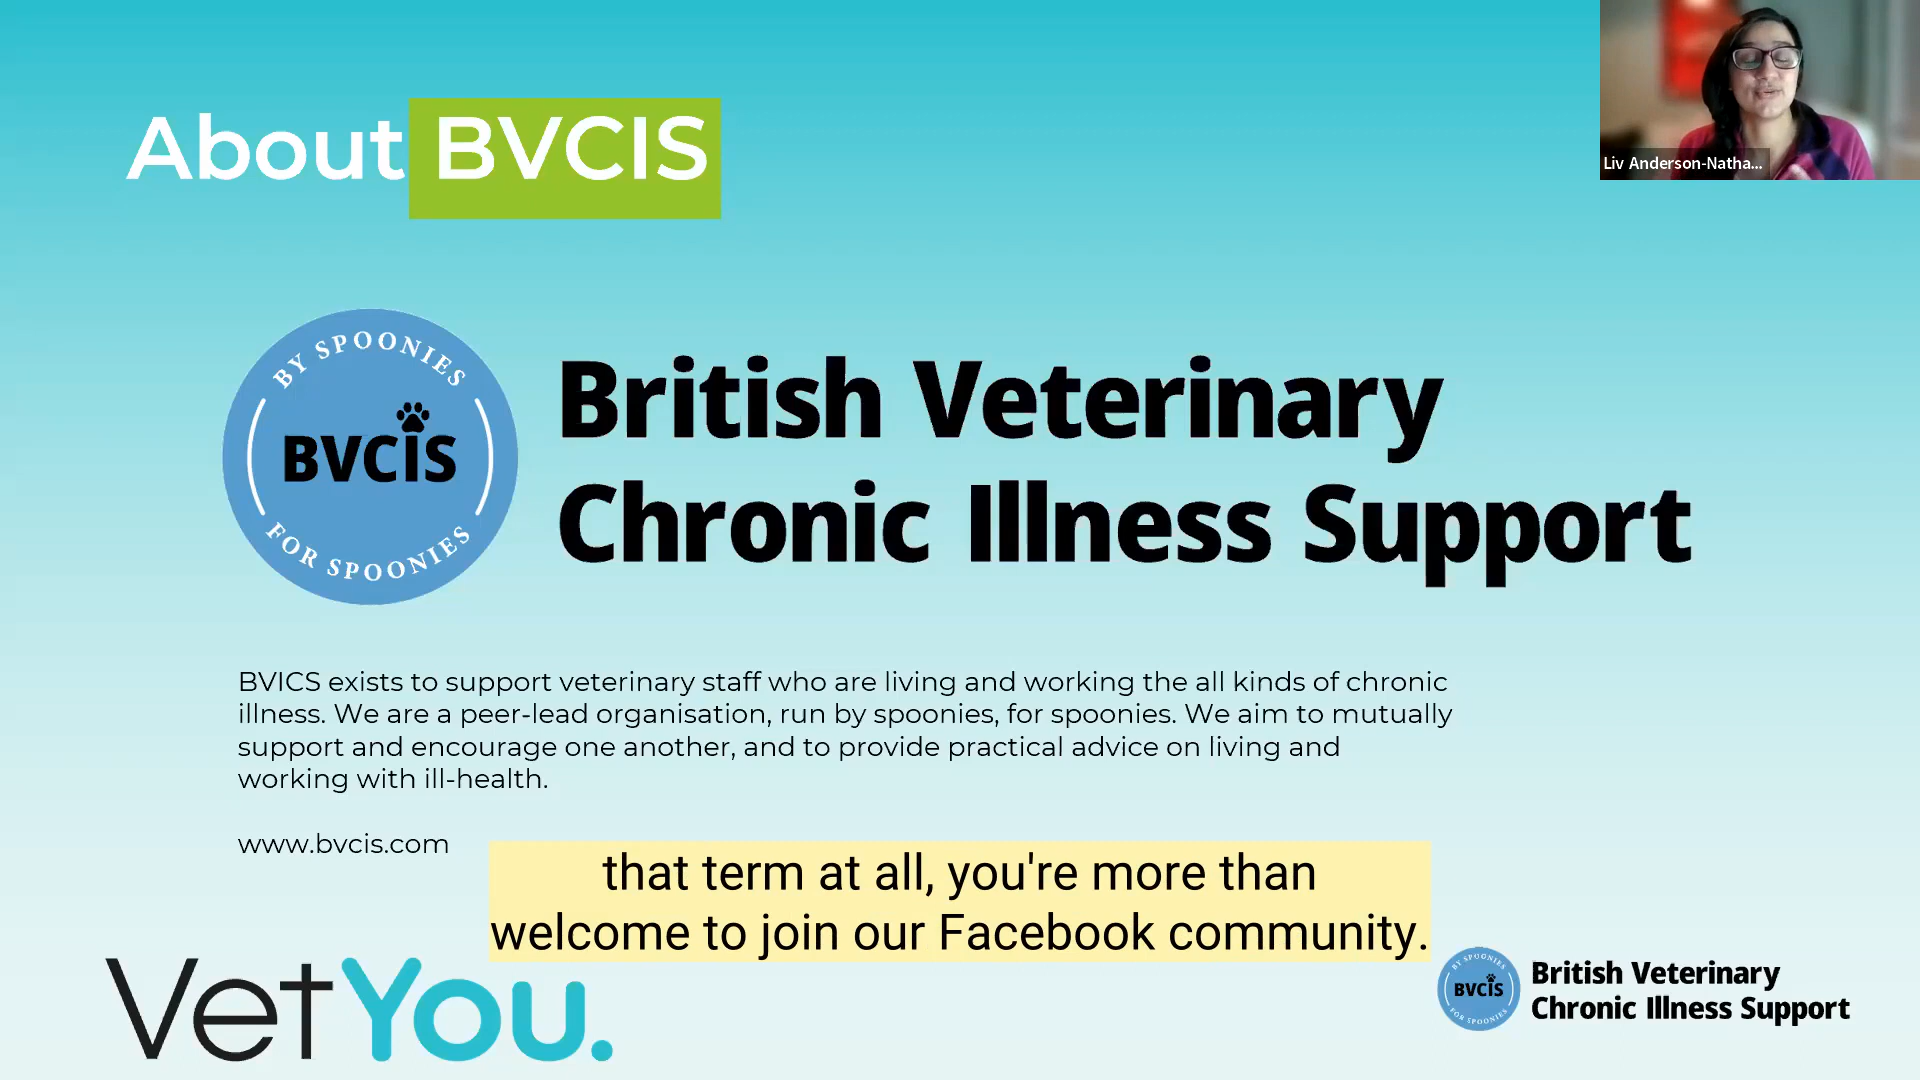 About BVCIS
Liv Anderson-Natha...
BY SPOONIES
BVCIS
FOR SPOONIES
British Veterinary
Chronic Illness Support
BVICS exists to support veterinary staff who are living and working the all kinds of chronic
illness. We are a peer-lead organisation, run by spoonies, for spoonies. We aim to mutually
support and encourage one another, and to provide practical advice on living and
working with ill-health.
www.bvcis.com
that term at all, you're more than
welcome to join our Facebook community.
VetYou.
BY SPOONIES
BVCIS
FOR SPOONIES
British Veterinary
Chronic Illness Support